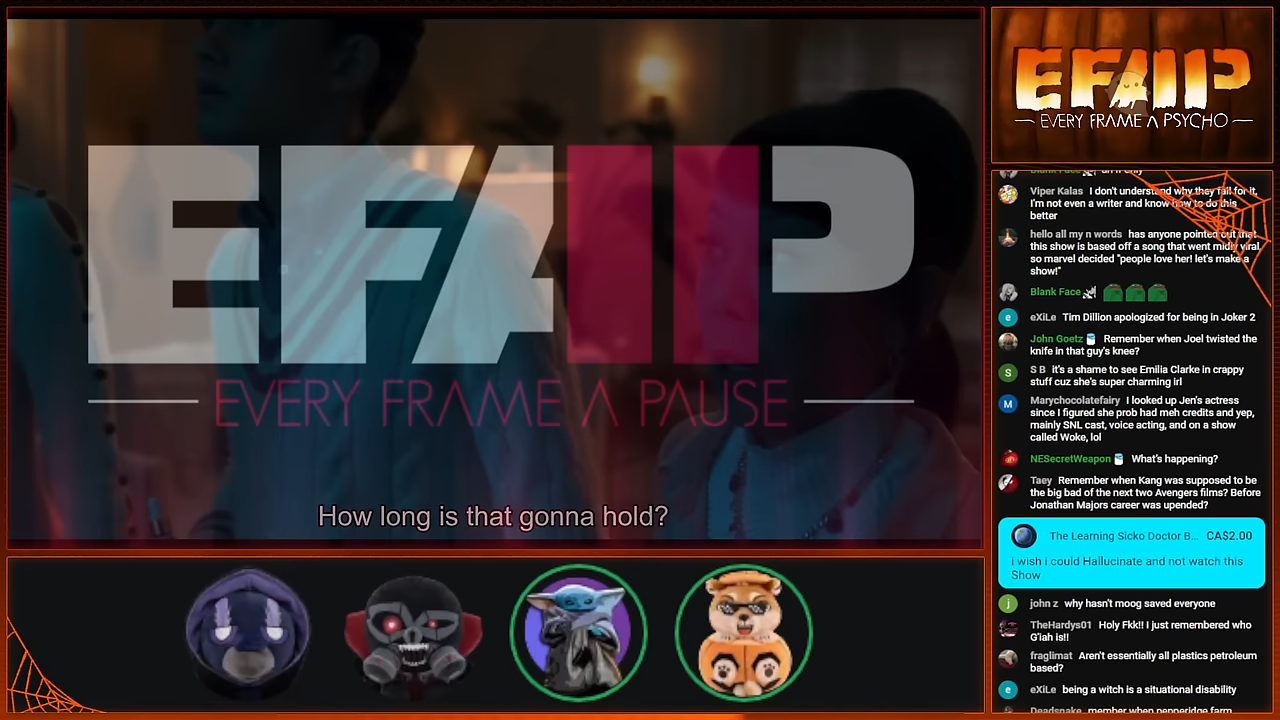 EFAP
EVERY FRAME A PAUSE
How long is that gonna hold?
EFAP
EVERY FRAME A PSYCHO
Viper Kalas I don't understand why they fall for it,
I'm not even a writer and know how to do this
better
hello all my n words has anyone pointed out that
this show is based off a song that went midly viral,
so marvel decided "people love her! let's make a
show!"
Blank Face
eXiLe Tim Dillion apologized for being in Joker 2
John Goetz Remember when Joel twisted the
knife in that guy's knee?
S B it's a shame to see Emilia Clarke in crappy
stuff cuz she's super charming irl
Marychocolatefairy I looked up Jen's actress
since I figured she prob had meh credits and yep,
mainly SNL cast, voice acting, and on a show
called Woke, lol
NESecretWeapon What's happening?
Taey Remember when Kang was supposed to be
the big bad of the next two Avengers films? Before
Jonathan Majors career was upended?
The Learning Sicko Doctor B... CA$2.00
i wish i could Hallucinate and not watch this
Show
john z why hasn't moog saved everyone
TheHardys01 Holy Fkk!! I just remembered who
G'iah is!!
fraglimat Aren't essentially all plastics petroleum
based?
eXiLe being a witch is a situational disability
Deadsnake member when pepperidge farm